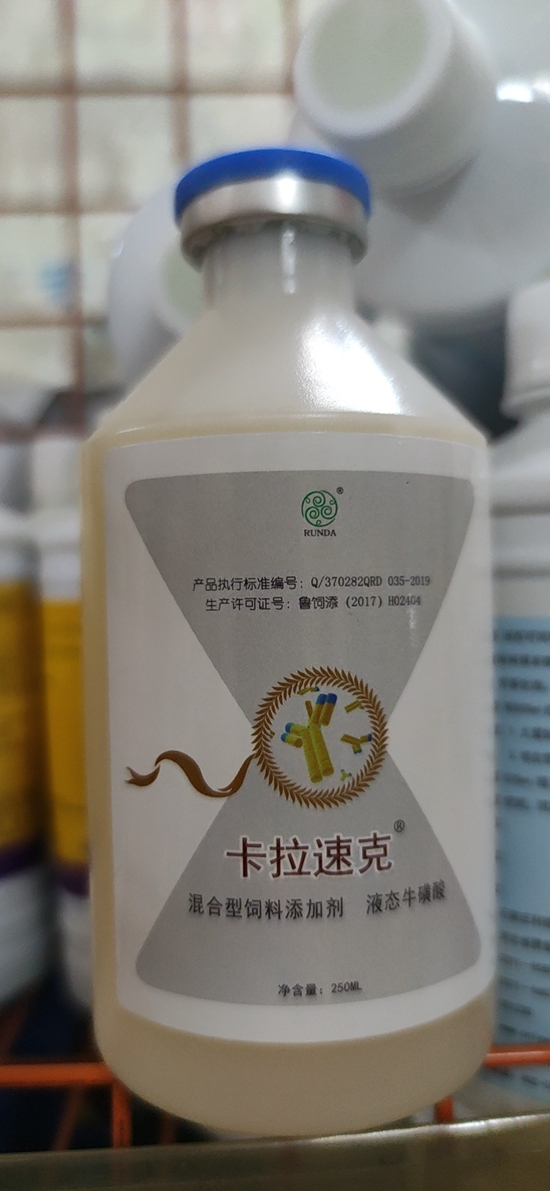 ®
RUNDA
产品执行标准编号：Q/370282QRD 035-2019
生产许可证号：鲁饲添 (2017) H02404
卡拉速克®
混合型饲料添加剂 液态牛磺酸
净含量：250ML